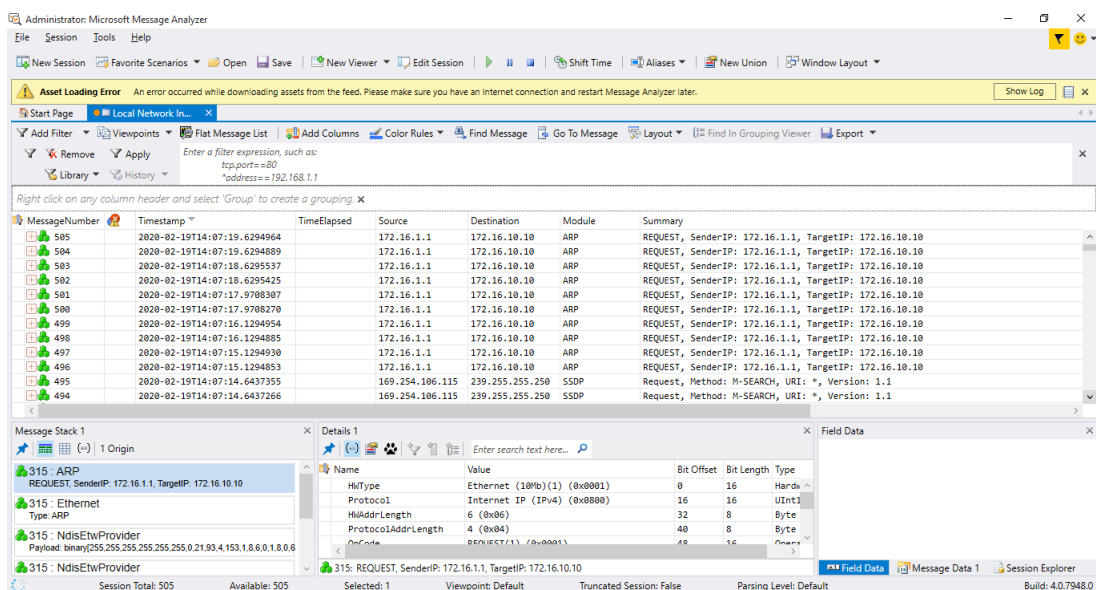 Administrator: Microsoft Message Analyzer
File Session Tools Help
New Session Favorite Scenarios Open Save New Viewer Edit Session Shift Time Aliases New Union Window Layout
Asset Loading Error An error occurred while downloading assets from the feed. Please make sure you have an Internet connection and restart Message Analyzer later. Show Log
Start Page Local Network In...
Add Filter Viewpoints Flat Message List Add Columns Color Rules Find Message Go To Message Layout Find In Grouping Viewer Export
Remove Apply Enter a filter expression, such as:
tcp.port==80
Library History *address==192.168.1.1
Right click on any column header and select 'Group' to create a grouping.
MessageNumber Timestamp TimeElapsed Source Destination Module Summary
505 2020-02-19T14:07:19.6294964 172.16.1.1 172.16.10.10 ARP REQUEST, SenderIP: 172.16.1.1, TargetIP: 172.16.10.10
504 2020-02-19T14:07:19.6294889 172.16.1.1 172.16.10.10 ARP REQUEST, SenderIP: 172.16.1.1, TargetIP: 172.16.10.10
503 2020-02-19T14:07:18.6295537 172.16.1.1 172.16.10.10 ARP REQUEST, SenderIP: 172.16.1.1, TargetIP: 172.16.10.10
502 2020-02-19T14:07:18.6295425 172.16.1.1 172.16.10.10 ARP REQUEST, SenderIP: 172.16.1.1, TargetIP: 172.16.10.10
501 2020-02-19T14:07:17.9708307 172.16.1.1 172.16.10.10 ARP REQUEST, SenderIP: 172.16.1.1, TargetIP: 172.16.10.10
500 2020-02-19T14:07:17.9708270 172.16.1.1 172.16.10.10 ARP REQUEST, SenderIP: 172.16.1.1, TargetIP: 172.16.10.10
499 2020-02-19T14:07:16.1294954 172.16.1.1 172.16.10.10 ARP REQUEST, SenderIP: 172.16.1.1, TargetIP: 172.16.10.10
498 2020-02-19T14:07:16.1294885 172.16.1.1 172.16.10.10 ARP REQUEST, SenderIP: 172.16.1.1, TargetIP: 172.16.10.10
497 2020-02-19T14:07:15.1294930 172.16.1.1 172.16.10.10 ARP REQUEST, SenderIP: 172.16.1.1, TargetIP: 172.16.10.10
496 2020-02-19T14:07:15.1294853 172.16.1.1 172.16.10.10 ARP REQUEST, SenderIP: 172.16.1.1, TargetIP: 172.16.10.10
495 2020-02-19T14:07:14.6437355 169.254.106.115 239.255.255.250 SSDP Request, Method: M-SEARCH, URI: *, Version: 1.1
494 2020-02-19T14:07:14.6437266 169.254.106.115 239.255.255.250 SSDP Request, Method: M-SEARCH, URI: *, Version: 1.1
Message Stack 1
1 Origin
315 : ARP
REQUEST, SenderIP: 172.16.1.1, TargetIP: 172.16.10.10
315 : Ethernet
Type: ARP
315 : NdisEtwProvider
Payload: binary[255,255,255,255,255,255,0,21,93,4,153,1,8,6,0,1,8,0,6
315 : NdisEtwProvider
Details 1
Enter search text here...
Name Value Bit Offset Bit Length Type
HWType Ethernet (10Mb)(1) (0x0001) 0 16 Hardw
Protocol Internet IP (IPv4) (0x0800) 16 16 UInt1
HWAddrLength 6 (0x06) 32 8 Byte
ProtocolAddrLength 4 (0x04) 40 8 Byte
OpCode REQUEST(1) (0x0001) 48 16 Opera
315: REQUEST, SenderIP: 172.16.1.1, TargetIP: 172.16.10.10
Field Data
Field Data Message Data 1 Session Explorer
Session Total: 505 Available: 505 Selected: 1 Viewpoint: Default Truncated Session: False Parsing Level: Default Build: 4.0.7948.0